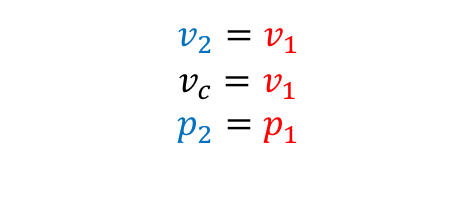 𝑣₂ = 𝑣₁
𝑣𝑐 = 𝑣₁
𝑝₂ = 𝑝₁